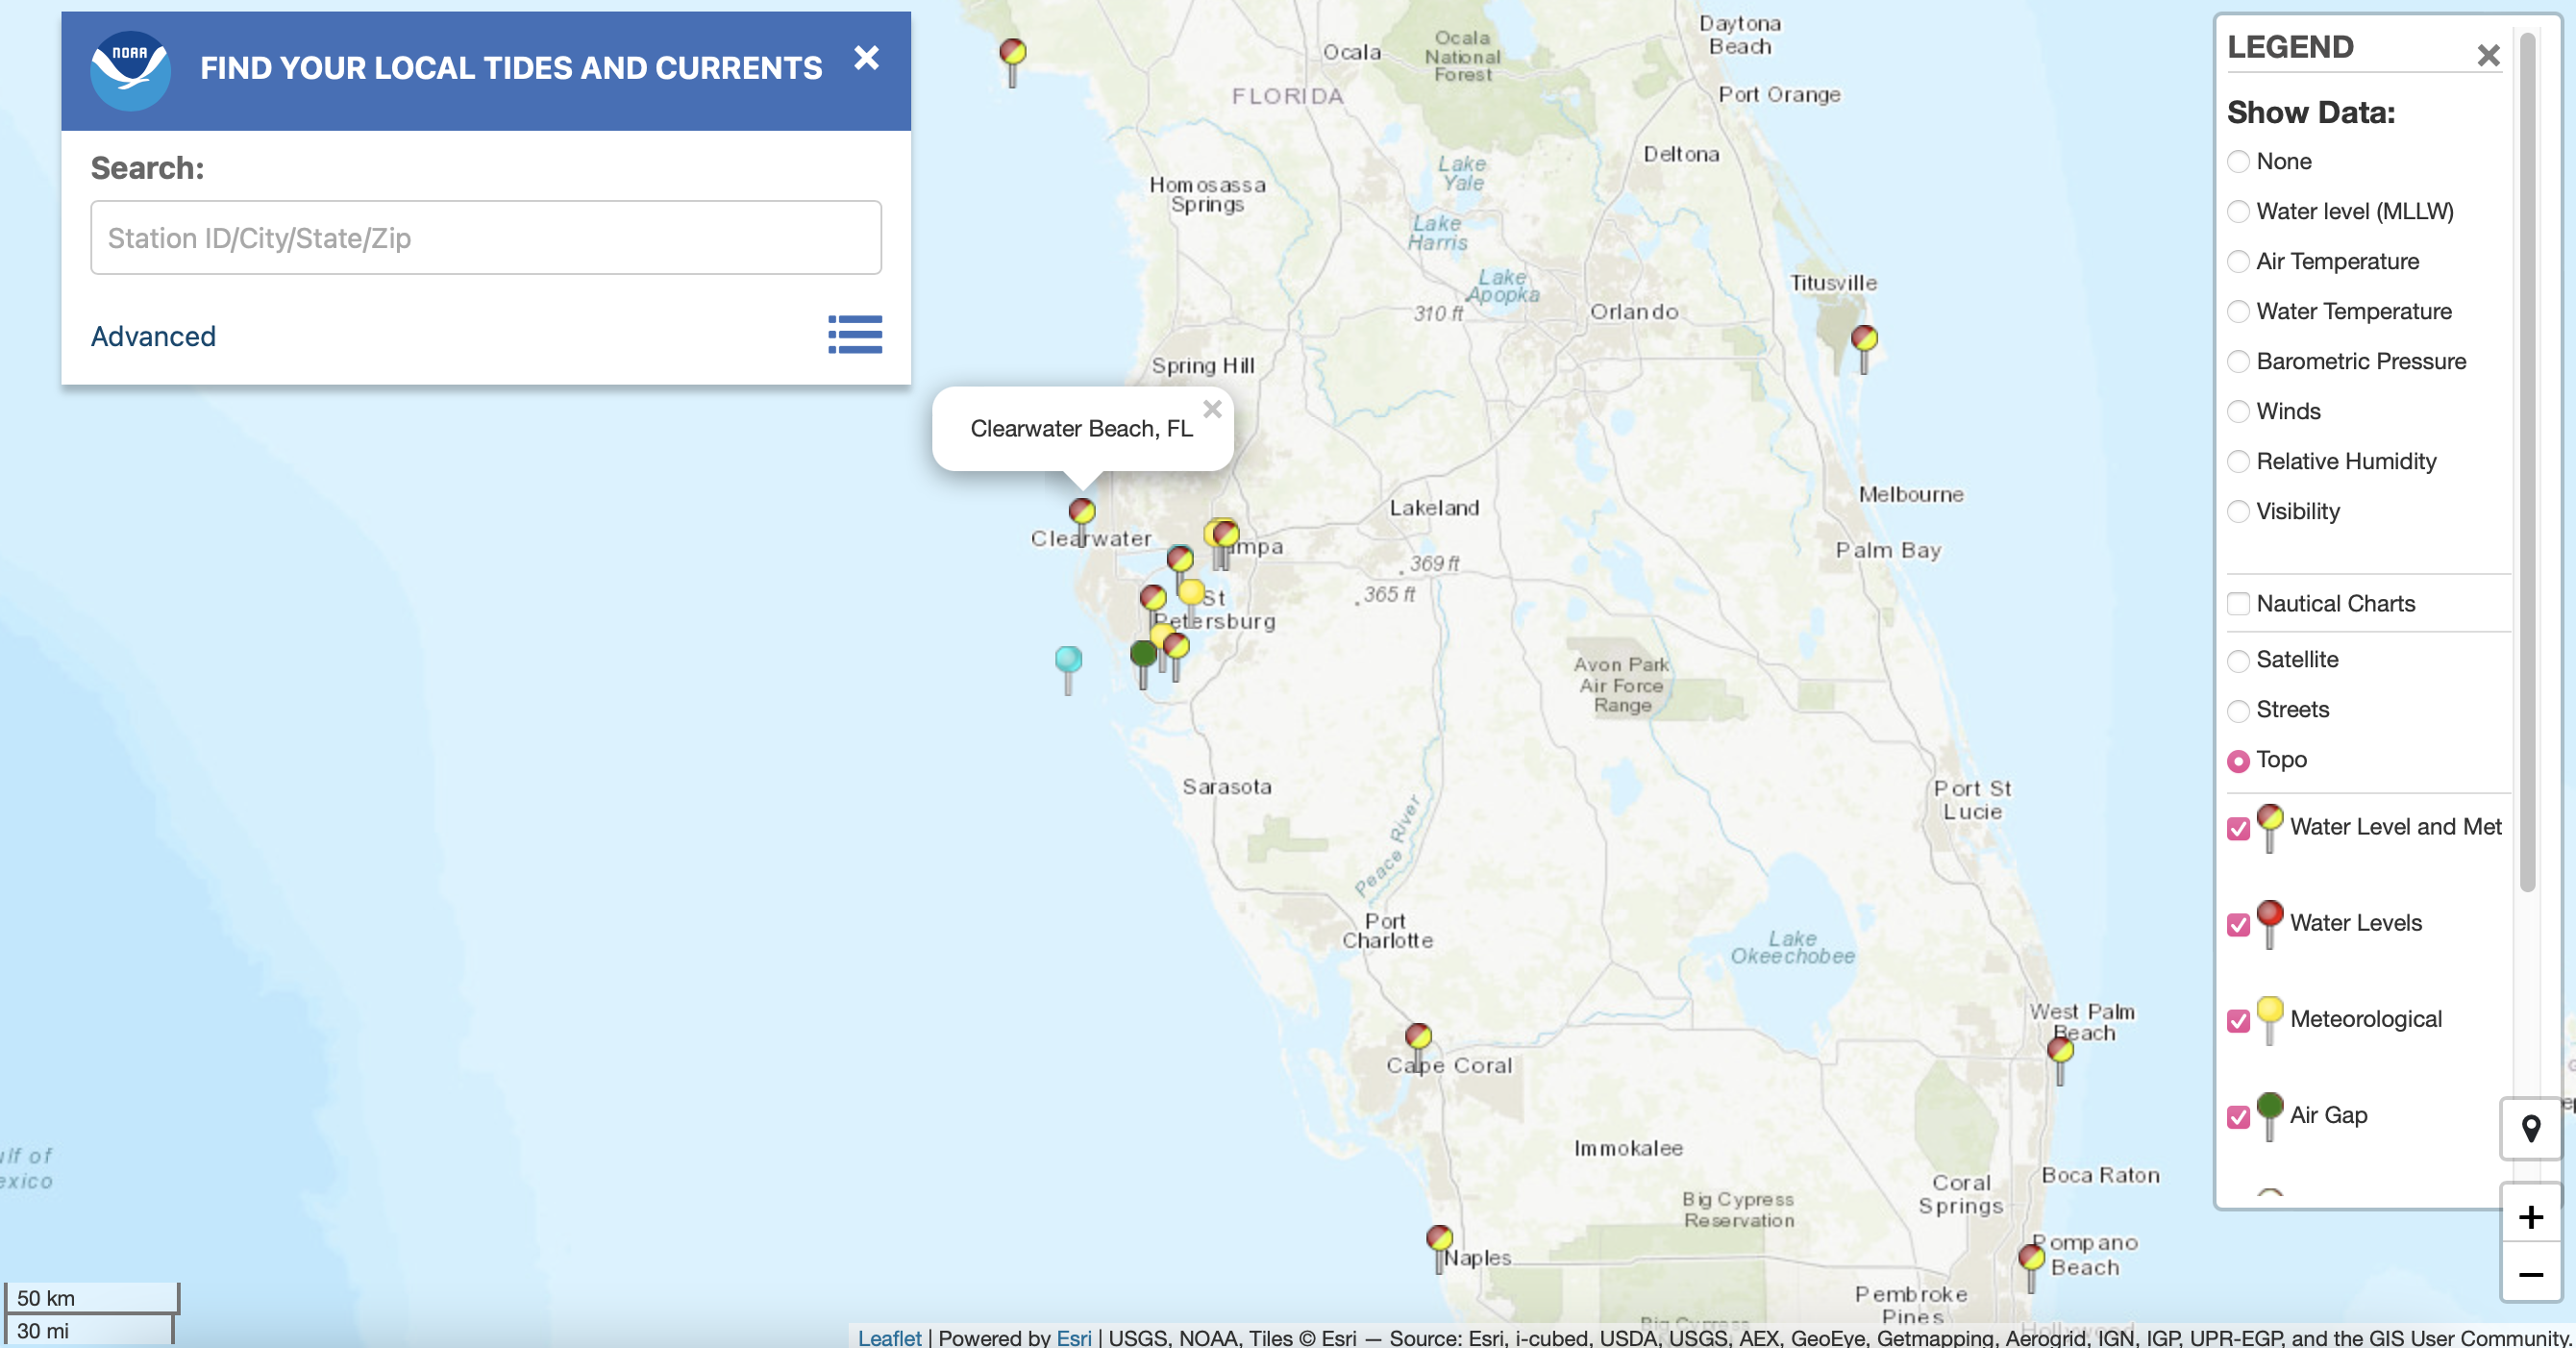 NOAA
FIND YOUR LOCAL TIDES AND CURRENTS
Search:
Station ID/City/State/Zip
Advanced
Clearwater Beach, FL
Daytona
Beach
Ocala
Ocala
National
Forest
FLORIDA
Port Orange
Deltona
Lake
Yale
Homosassa
Springs
Lake
Harris
Lake
Apopka
Titusville
310 ft
Orlando
Spring Hill
Lakeland
Melbourne
Clearwater
Palm Bay
369 ft
365 ft
St
Petersburg
Avon Park
Air Force
Range
Sarasota
Port St
Lucie
Peace River
Port
Charlotte
Lake
Okeechobee
West Palm
Beach
Cape Coral
Immokalee
Boca Raton
Coral
Springs
Big Cypress
Reservation
Naples
Pompano
Beach
Pembroke
Pines
Big Cypress
Hollywood
50 km
30 mi
Leaflet | Powered by Esri | USGS, NOAA, Tiles © Esri — Source: Esri, i-cubed, USDA, USGS, AEX, GeoEye, Getmapping, Aerogrid, IGN, IGP, UPR-EGP, and the GIS User Community.
LEGEND
Show Data:
None
Water level (MLLW)
Air Temperature
Water Temperature
Barometric Pressure
Winds
Relative Humidity
Visibility
Nautical Charts
Satellite
Streets
Topo
Water Level and Met
Water Levels
Meteorological
Air Gap